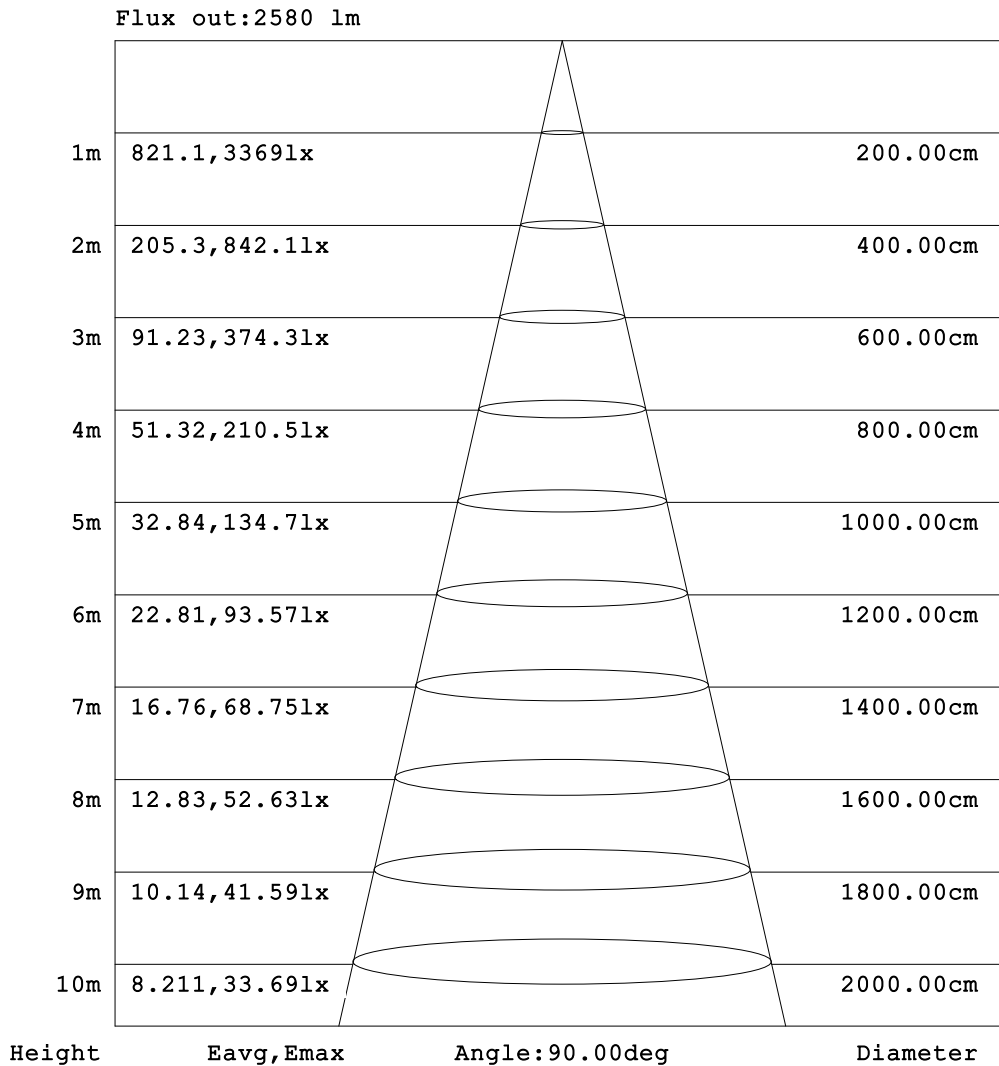 Flux out:2580 lm
1m 821.1,3369lx 200.00cm
2m 205.3,842.1lx 400.00cm
3m 91.23,374.3lx 600.00cm
4m 51.32,210.5lx 800.00cm
5m 32.84,134.7lx 1000.00cm
6m 22.81,93.57lx 1200.00cm
7m 16.76,68.75lx 1400.00cm
8m 12.83,52.63lx 1600.00cm
9m 10.14,41.59lx 1800.00cm
10m 8.211,33.69lx 2000.00cm
Height Eavg,Emax Angle:90.00deg Diameter